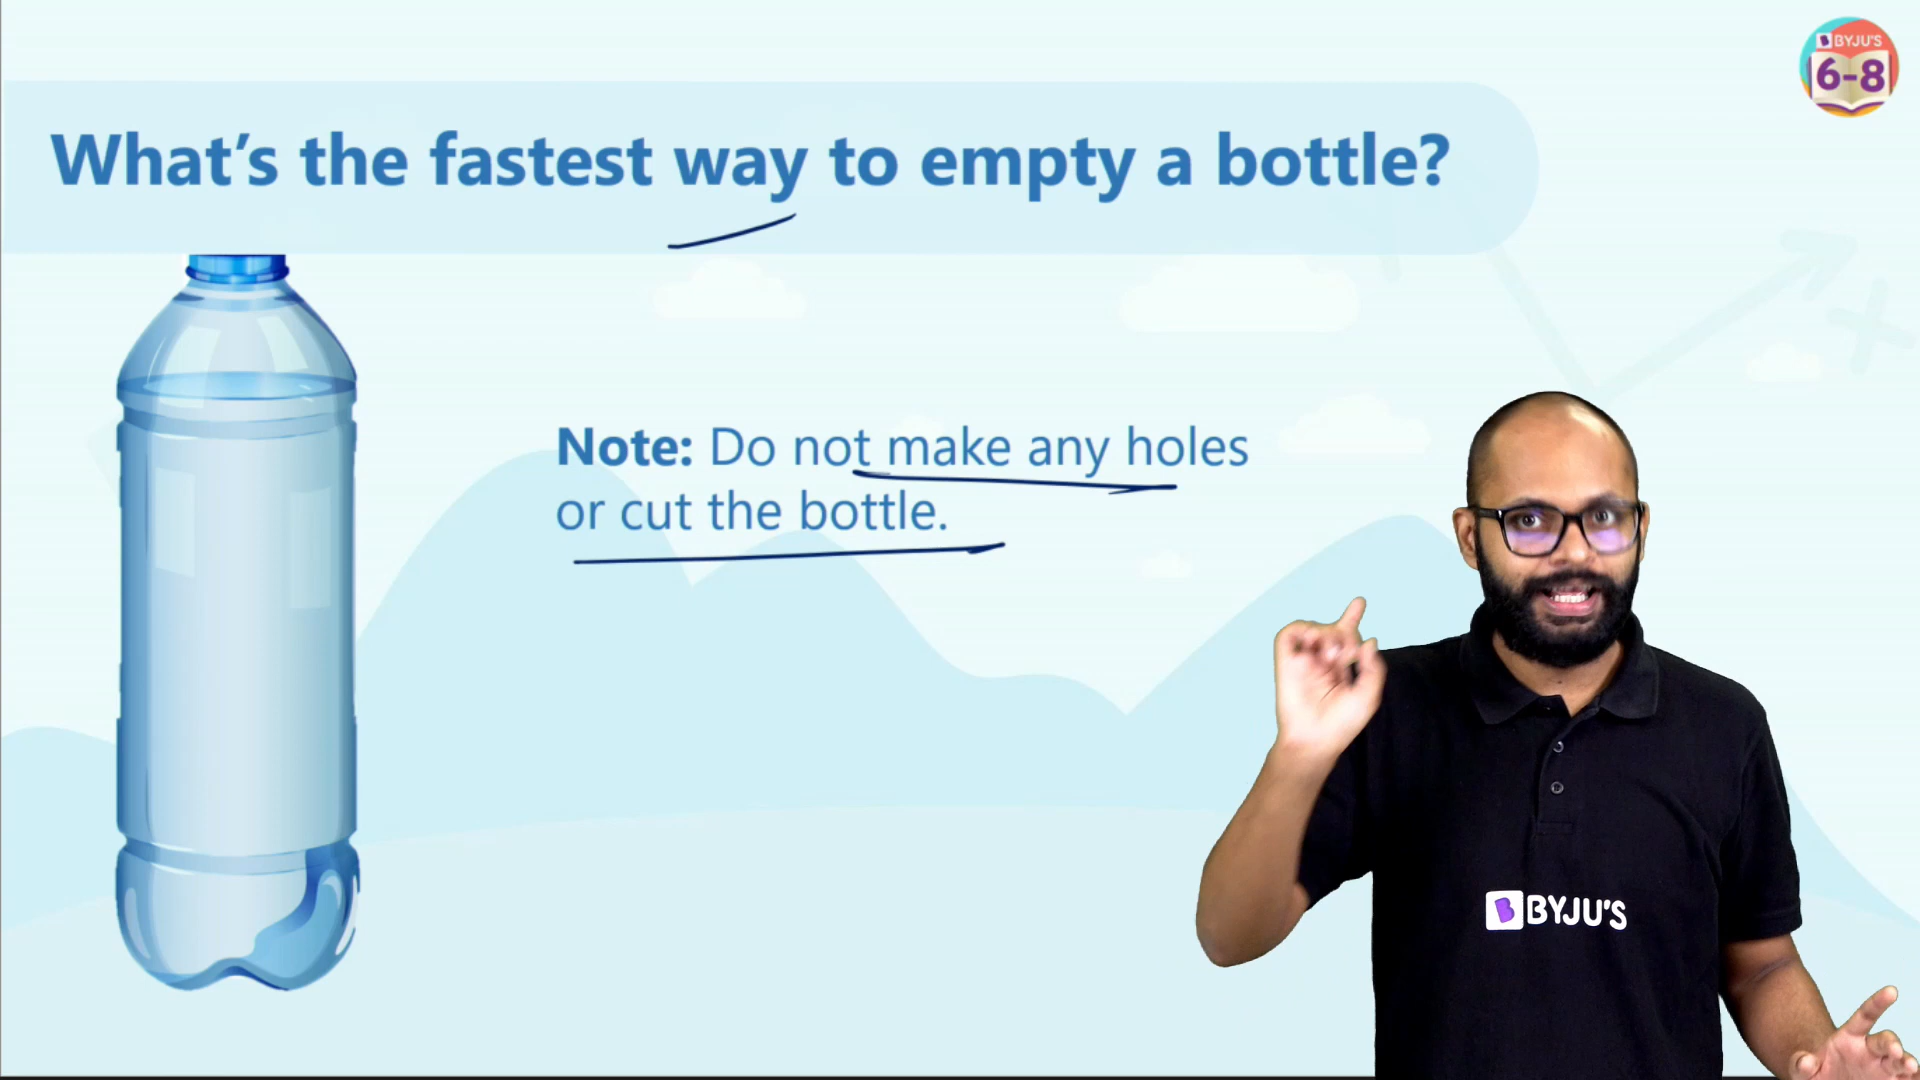 BYJU'S
6-8
What's the fastest way to empty a bottle?
Note: Do not make any holes
or cut the bottle.
BYJU'S